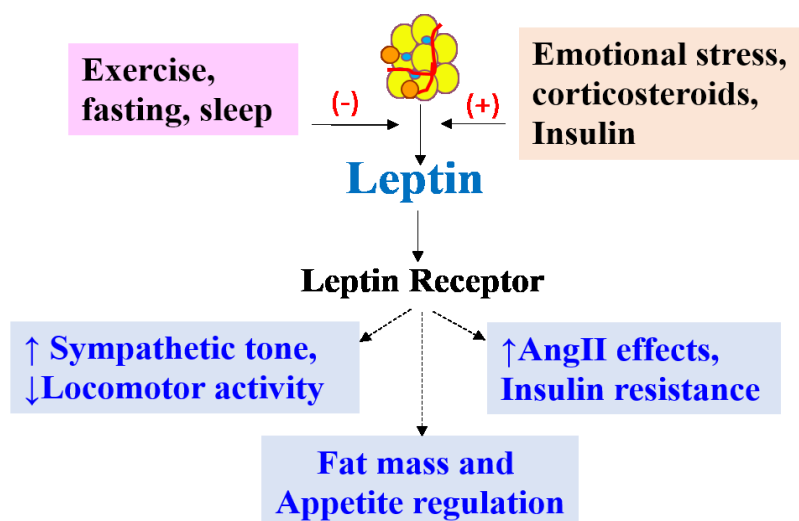 Exercise,
fasting, sleep
(-)
(+)
Emotional stress,
corticosteroids,
Insulin
Leptin
Leptin Receptor
↑ Sympathetic tone,
↓Locomotor activity
↑AngII effects,
Insulin resistance
Fat mass and
Appetite regulation